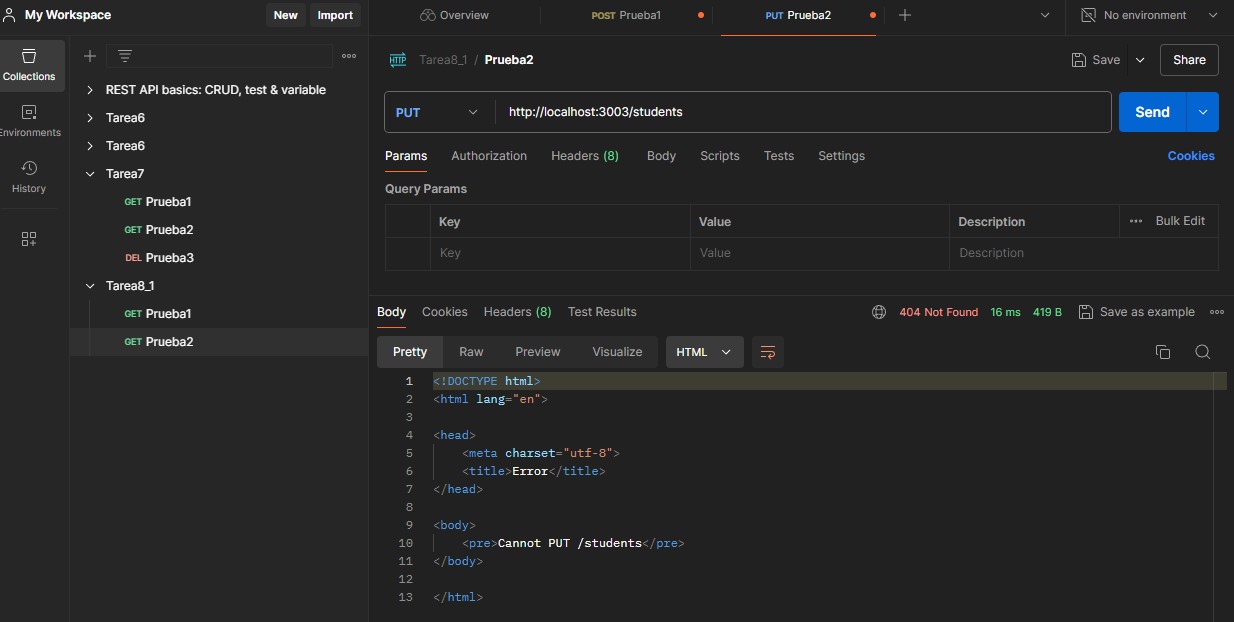 My Workspace
New
Import
Overview
POST Prueba1
PUT Prueba2
No environment
Collections
Environments
History
REST API basics: CRUD, test & variable
Tarea6
Tarea6
Tarea7
GET Prueba1
GET Prueba2
DEL Prueba3
Tarea8_1
GET Prueba1
GET Prueba2
HTTP Tarea8_1 / Prueba2
Save
Share
PUT
http://localhost:3003/students
Send
Params Authorization Headers (8) Body Scripts Tests Settings
Cookies
Query Params
Key Value Description Bulk Edit
Key Value Description
Body Cookies Headers (8) Test Results
404 Not Found 16 ms 419 B Save as example
Pretty Raw Preview Visualize HTML
1 <!DOCTYPE html>
2 <html lang="en">
3
4 <head>
5 <meta charset="utf-8">
6 <title>Error</title>
7 </head>
8
9 <body>
10 <pre>Cannot PUT /students</pre>
11 </body>
12
13 </html>